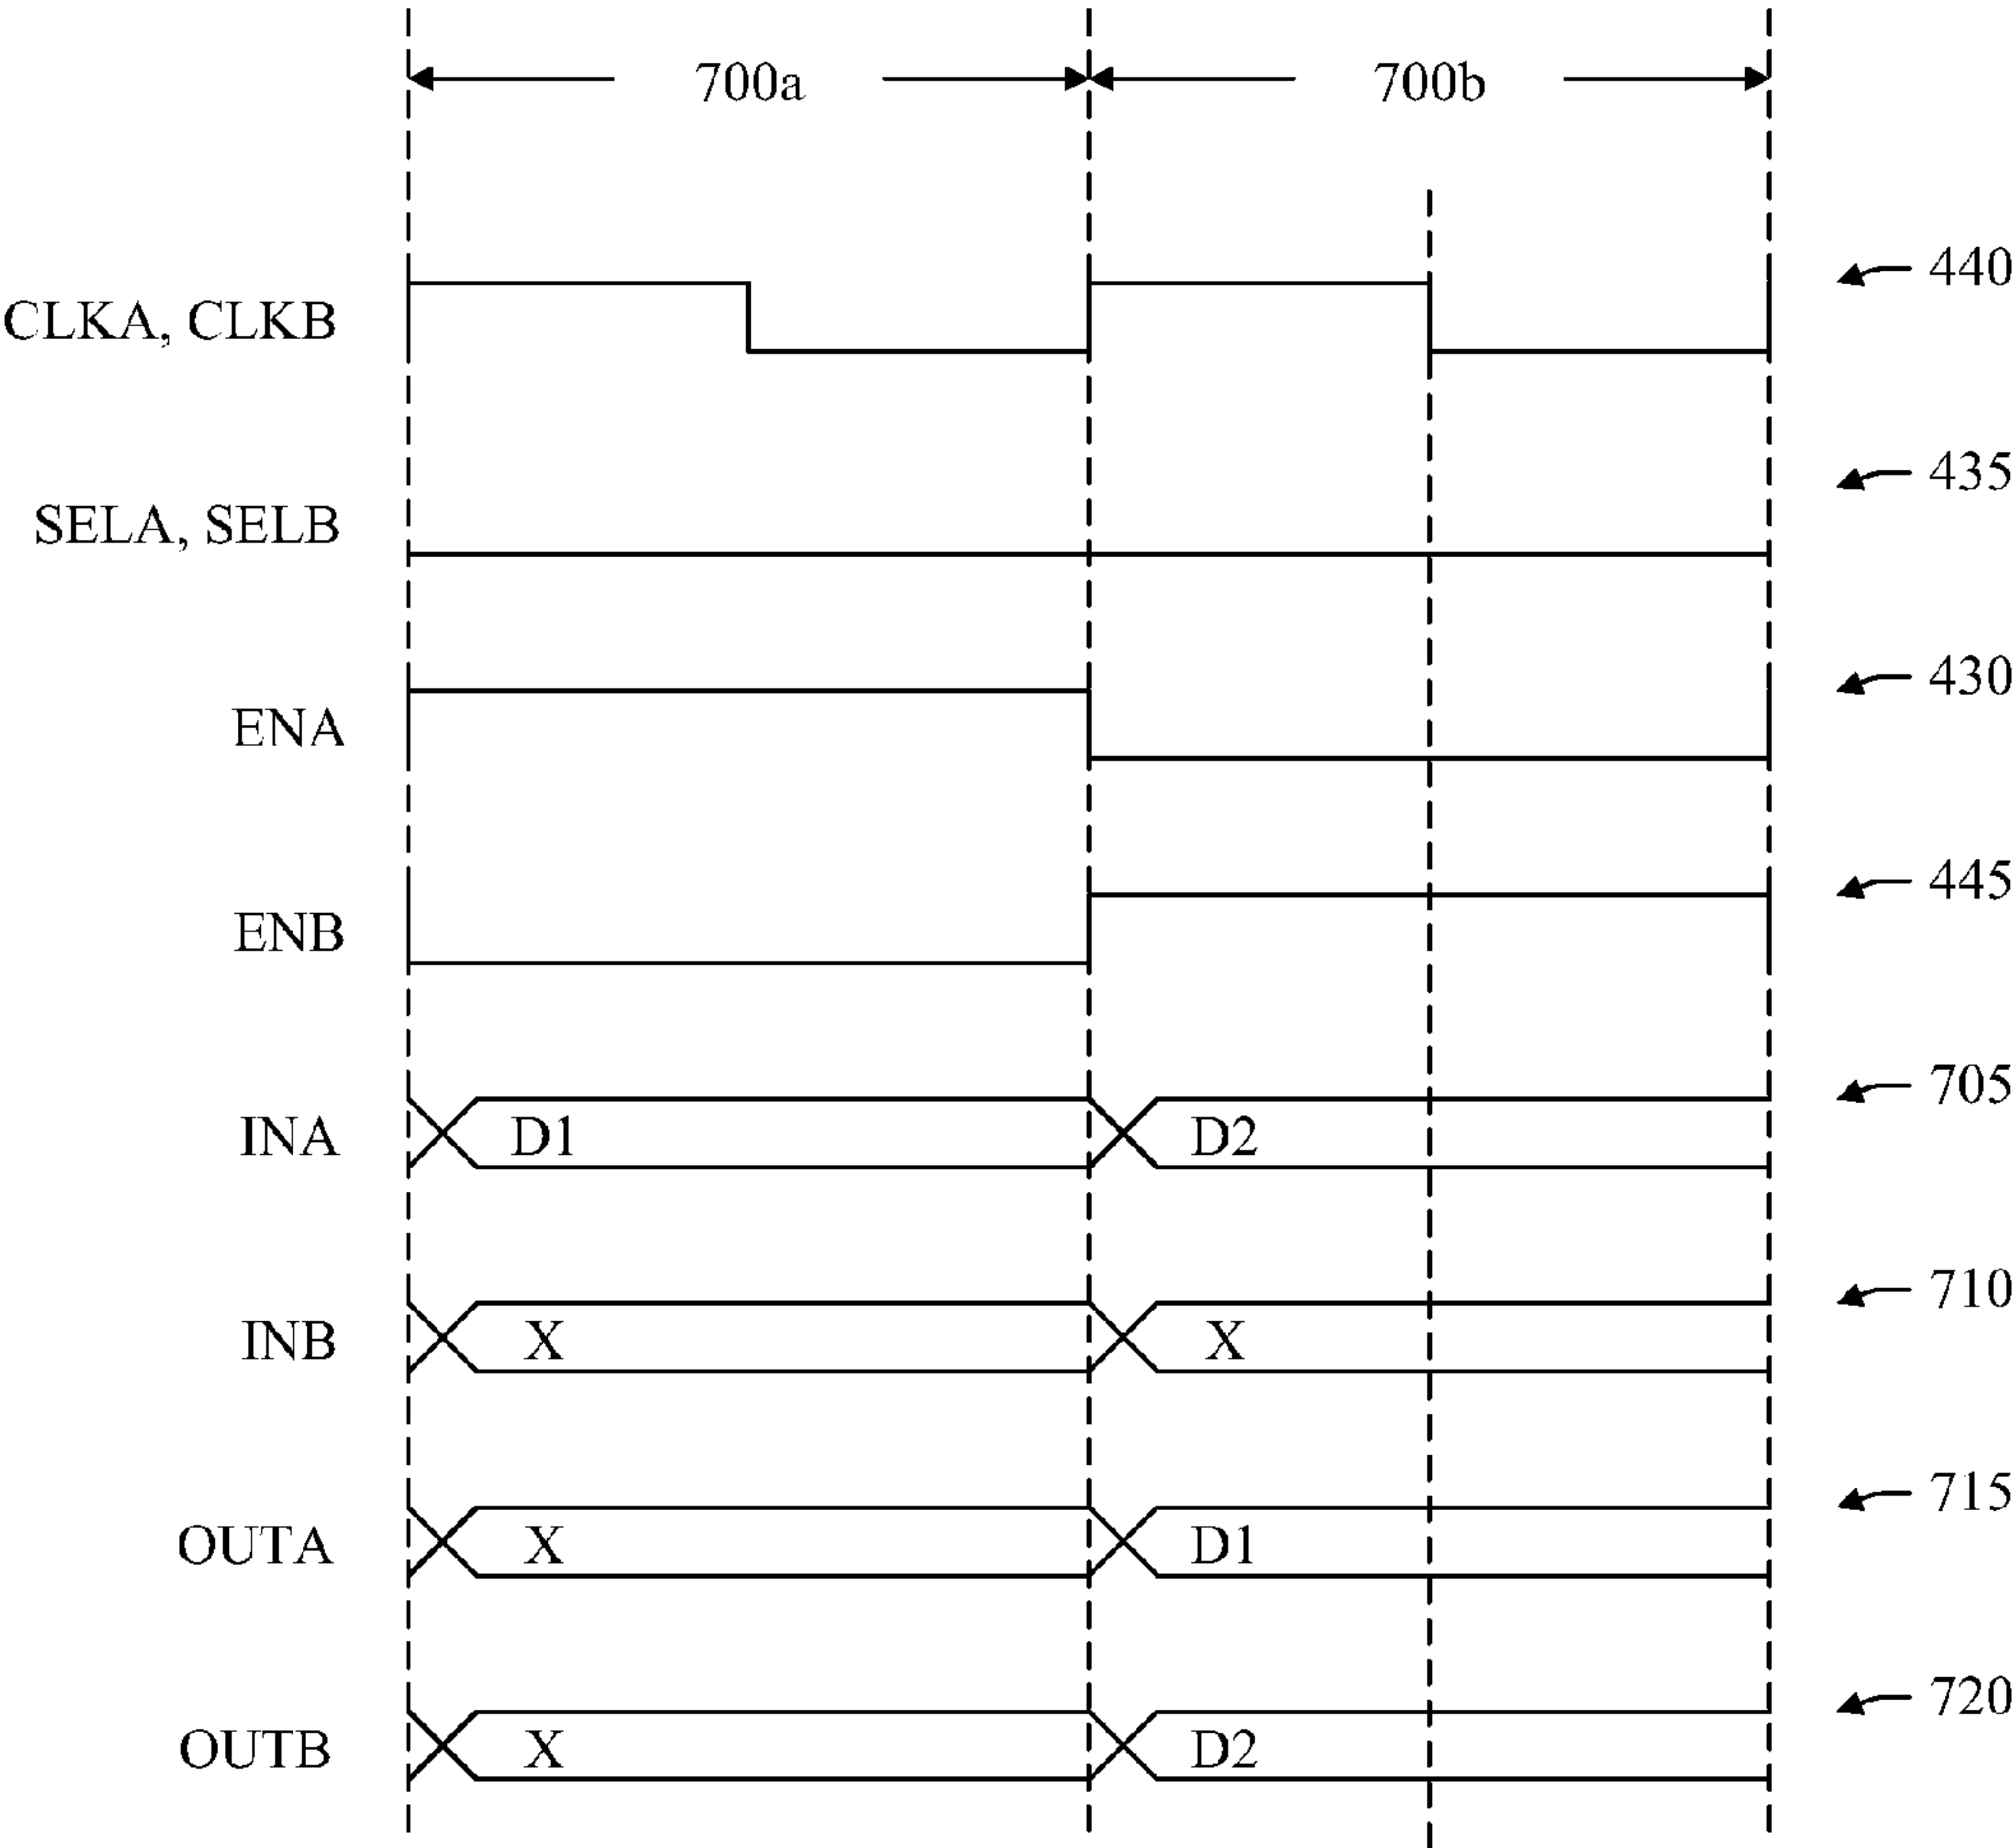 700a 700b
CLKA, CLKB 440
SELA, SELB 435
ENA 430
ENB 445
INA D1 D2 705
INB X X 710
OUTA X D1 715
OUTB X D2 720